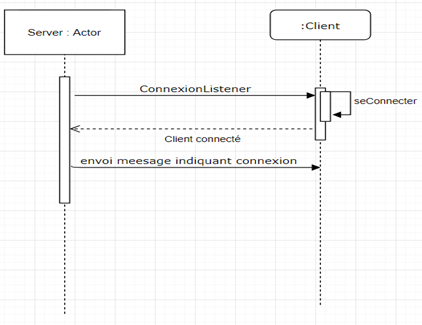 Server : Actor
:Client
ConnexionListener
seConnecter
Client connecté
envoi meesage indiquant connexion